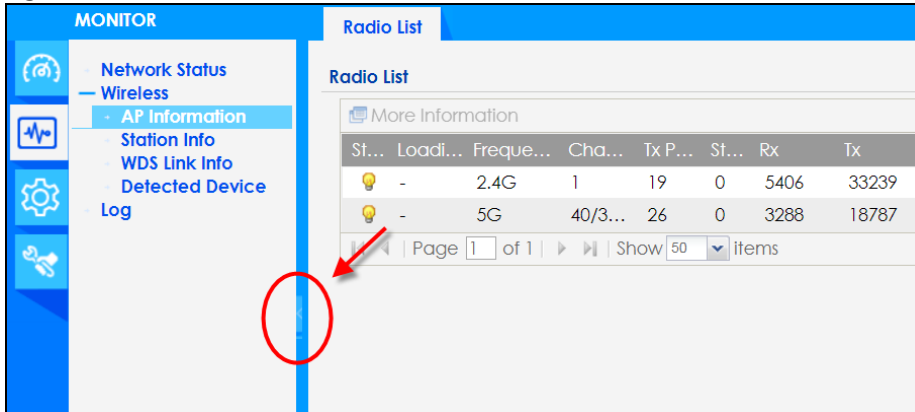 MONITOR
Radio List
Network Status
Wireless
AP Information
Station Info
WDS Link Info
Detected Device
Log
Radio List
More Information
St... Loadi... Freque... Cha... Tx P... St... Rx Tx
- 2.4G 1 19 0 5406 33239
- 5G 40/3... 26 0 3288 18787
Page 1 of 1 Show 50 items